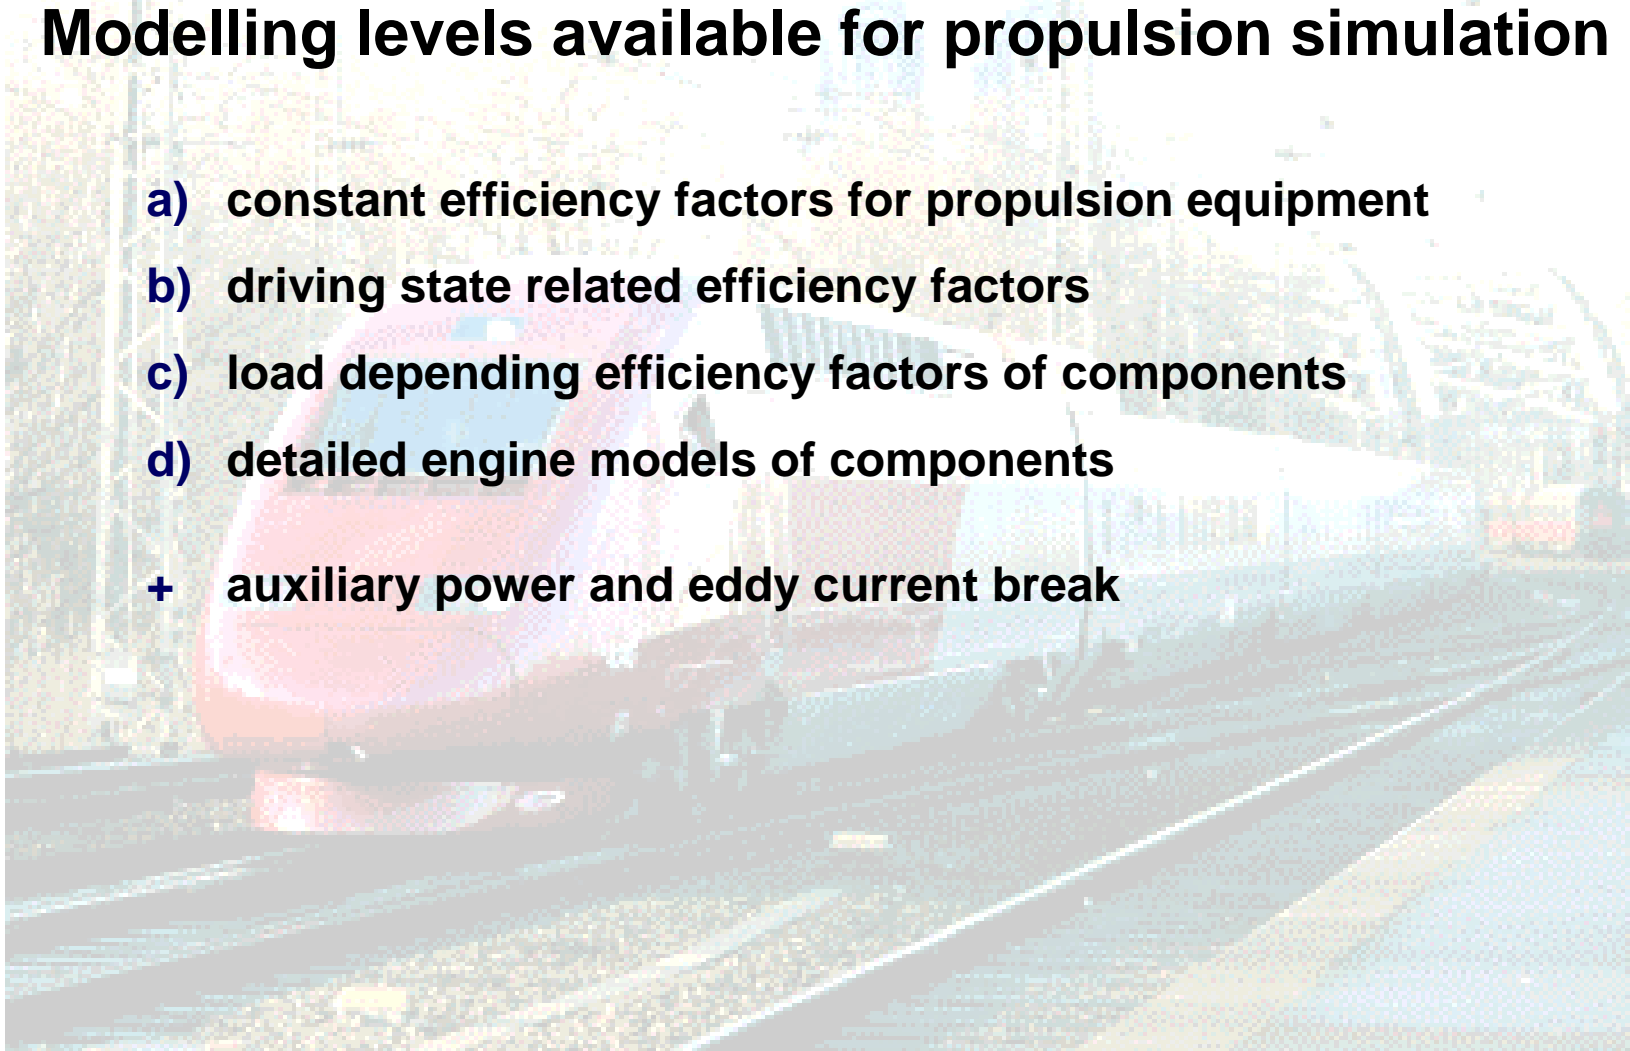 Modelling levels available for propulsion simulation
a) constant efficiency factors for propulsion equipment
b) driving state related efficiency factors
c) load depending efficiency factors of components
d) detailed engine models of components
+ auxiliary power and eddy current break